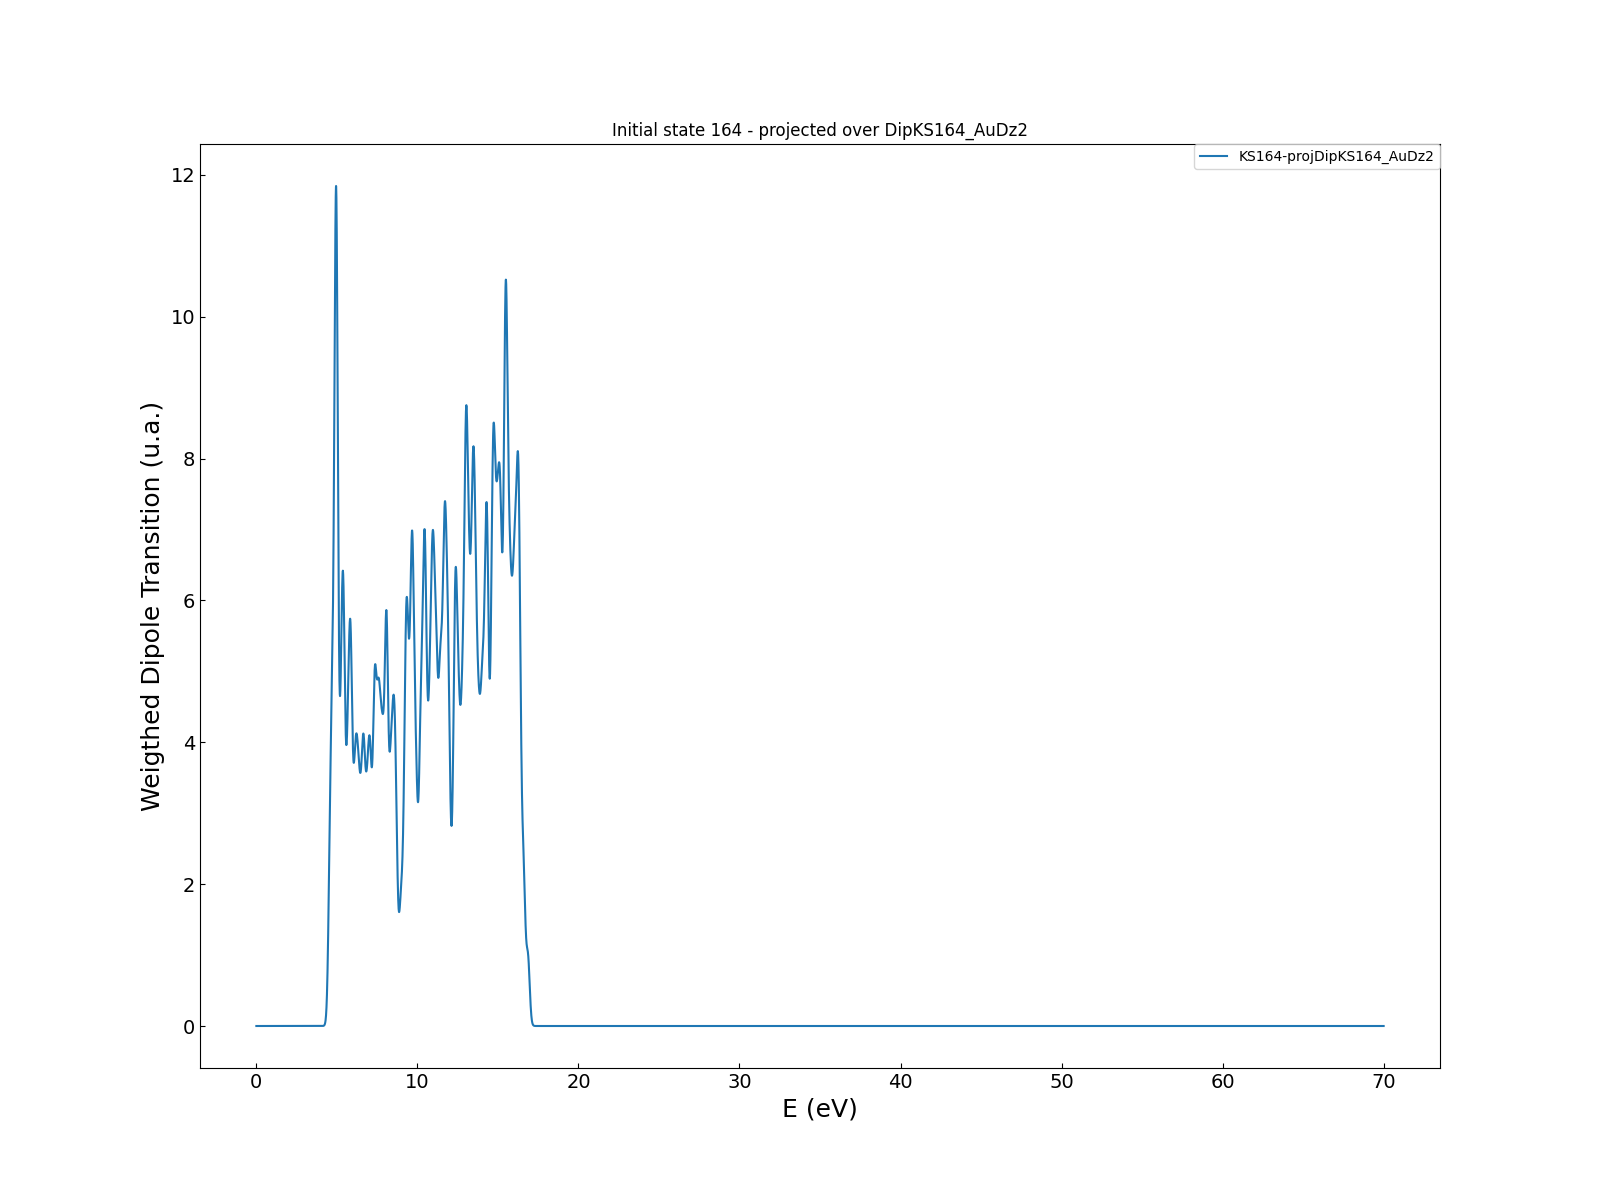 Initial state 164 - projected over DipKS164_AuDz2
KS164-projDipKS164_AuDz2
12
10
8
6
4
2
0
Weigthed Dipole Transition (u.a.)
0 10 20 30 40 50 60 70
E (eV)